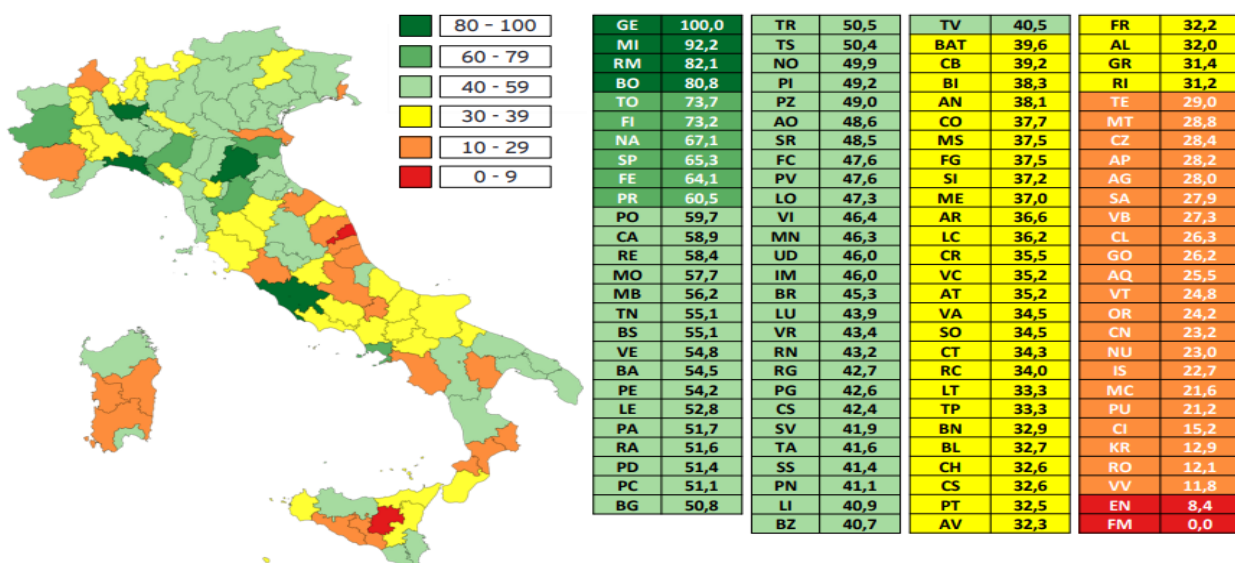 80 - 100
60 - 79
40 - 59
30 - 39
10 - 29
0 - 9
GE 100,0
MI 92,2
RM 82,1
BO 80,8
TO 73,7
FI 73,2
NA 67,1
SP 65,3
FE 64,1
PR 60,5
PO 59,7
CA 58,9
RE 58,4
MO 57,7
MB 56,2
TN 55,1
BS 55,1
VE 54,8
BA 54,5
PE 54,2
LE 52,8
PA 51,7
RA 51,6
PD 51,4
PC 51,1
BG 50,8
TR 50,5
TS 50,4
NO 49,9
PI 49,2
PZ 49,0
AO 48,6
SR 48,5
FC 47,6
PV 47,6
LO 47,3
VI 46,4
MN 46,3
UD 46,0
IM 46,0
BR 45,3
LU 43,9
VR 43,4
RN 43,2
RG 42,7
PG 42,6
CS 42,4
SV 41,9
TA 41,6
SS 41,4
PN 41,1
LI 40,9
BZ 40,7
TV 40,5
BAT 39,6
CB 39,2
BI 38,3
AN 38,1
CO 37,7
MS 37,5
FG 37,5
SI 37,2
ME 37,0
AR 36,6
LC 36,2
CR 35,5
VC 35,2
AT 35,2
VA 34,5
SO 34,5
CT 34,3
RC 34,0
LT 33,3
TP 33,3
BN 32,9
BL 32,7
CH 32,6
CS 32,6
PT 32,5
AV 32,3
FR 32,2
AL 32,0
GR 31,4
RI 31,2
TE 29,0
MT 28,8
CZ 28,4
AP 28,2
AG 28,0
SA 27,9
VB 27,3
CL 26,3
GO 26,2
AQ 25,5
VT 24,8
OR 24,2
CN 23,2
NU 23,0
IS 22,7
MC 21,6
PU 21,2
CI 15,2
KR 12,9
RO 12,1
VV 11,8
EN 8,4
FM 0,0